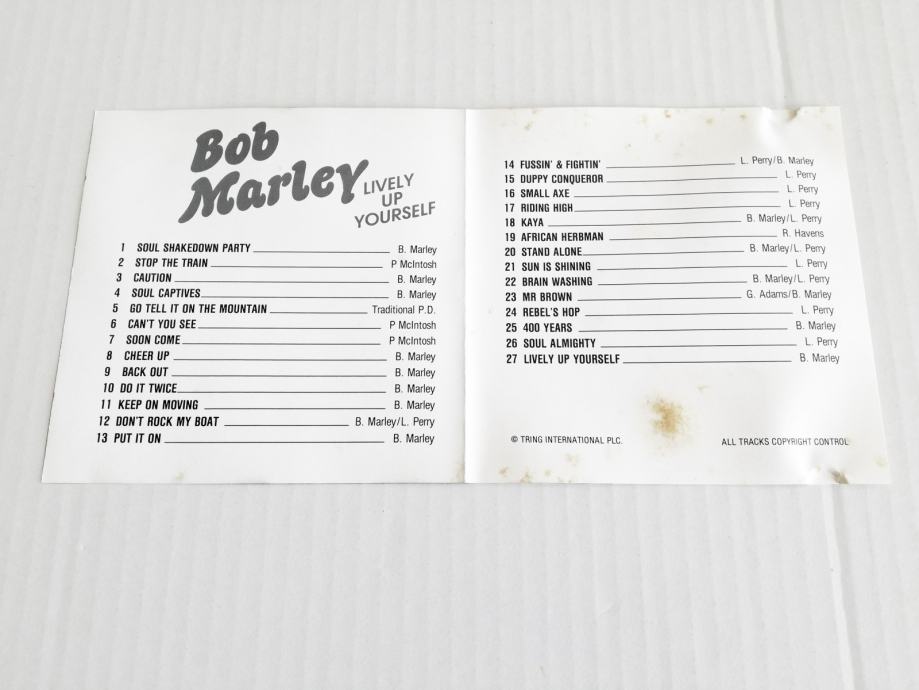 Bob
Marley
LIVELY
UP
YOURSELF
1 SOUL SHAKEDOWN PARTY B. Marley
2 STOP THE TRAIN P McIntosh
3 CAUTION B. Marley
4 SOUL CAPTIVES B. Marley
5 GO TELL IT ON THE MOUNTAIN Traditional P.D.
6 CAN'T YOU SEE P McIntosh
7 SOON COME P McIntosh
8 CHEER UP B. Marley
9 BACK OUT B. Marley
10 DO IT TWICE B. Marley
11 KEEP ON MOVING B. Marley
12 DON'T ROCK MY BOAT B. Marley/L. Perry
13 PUT IT ON B. Marley
14 FUSSIN' & FIGHTIN' L. Perry/B. Marley
15 DUPPY CONQUEROR L. Perry
16 SMALL AXE L. Perry
17 RIDING HIGH L. Perry
18 KAYA B. Marley/L. Perry
19 AFRICAN HERBMAN R. Havens
20 STAND ALONE B. Marley/L. Perry
21 SUN IS SHINING L. Perry
22 BRAIN WASHING B. Marley/L. Perry
23 MR BROWN G. Adams/B. Marley
24 REBEL'S HOP L. Perry
25 400 YEARS B. Marley
26 SOUL ALMIGHTY L. Perry
27 LIVELY UP YOURSELF B. Marley
© TRING INTERNATIONAL PLC. ALL TRACKS COPYRIGHT CONTROL